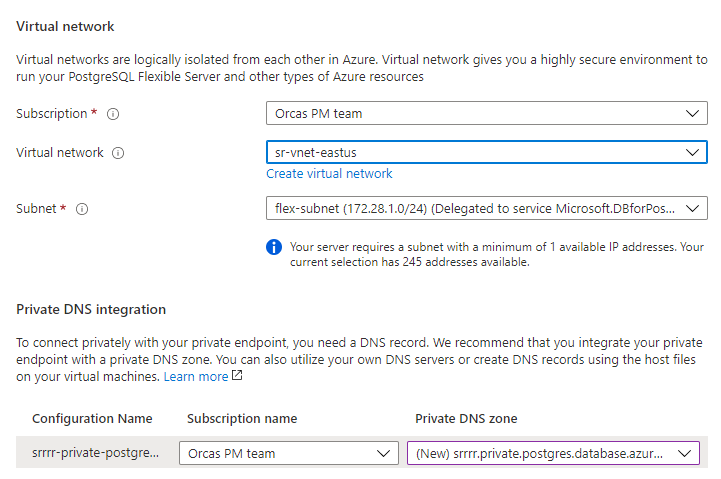 Virtual network
Virtual networks are logically isolated from each other in Azure. Virtual network gives you a highly secure environment to
run your PostgreSQL Flexible Server and other types of Azure resources
Subscription *
Orcas PM team
Virtual network
sr-vnet-eastus
Create virtual network
Subnet *
flex-subnet (172.28.1.0/24) (Delegated to service Microsoft.DBforPos...
Your server requires a subnet with a minimum of 1 available IP addresses. Your
current selection has 245 addresses available.
Private DNS integration
To connect privately with your private endpoint, you need a DNS record. We recommend that you integrate your private
endpoint with a private DNS zone. You can also utilize your own DNS servers or create DNS records using the host files
on your virtual machines. Learn more
Configuration Name Subscription name Private DNS zone
srrrr-private-postgre... Orcas PM team (New) srrrr.private.postgres.database.azur...